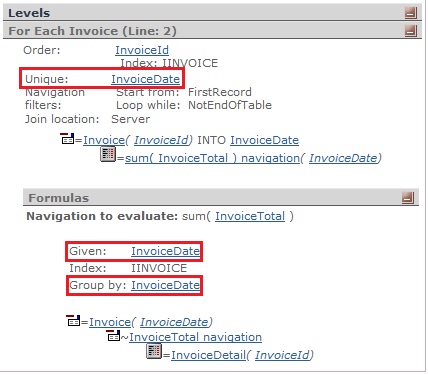 Levels
For Each Invoice (Line: 2)
Order: InvoiceId
Index: IINVOICE
Unique: InvoiceDate
Navigation Start from: FirstRecord
filters: Loop while: NotEndOfTable
Join location: Server
=Invoice( InvoiceId) INTO InvoiceDate
=sum( InvoiceTotal ) navigation( InvoiceDate)
Formulas
Navigation to evaluate: sum( InvoiceTotal )
Given: InvoiceDate
Index: IINVOICE
Group by: InvoiceDate
=Invoice( InvoiceDate)
~InvoiceTotal navigation
=InvoiceDetail( InvoiceId)